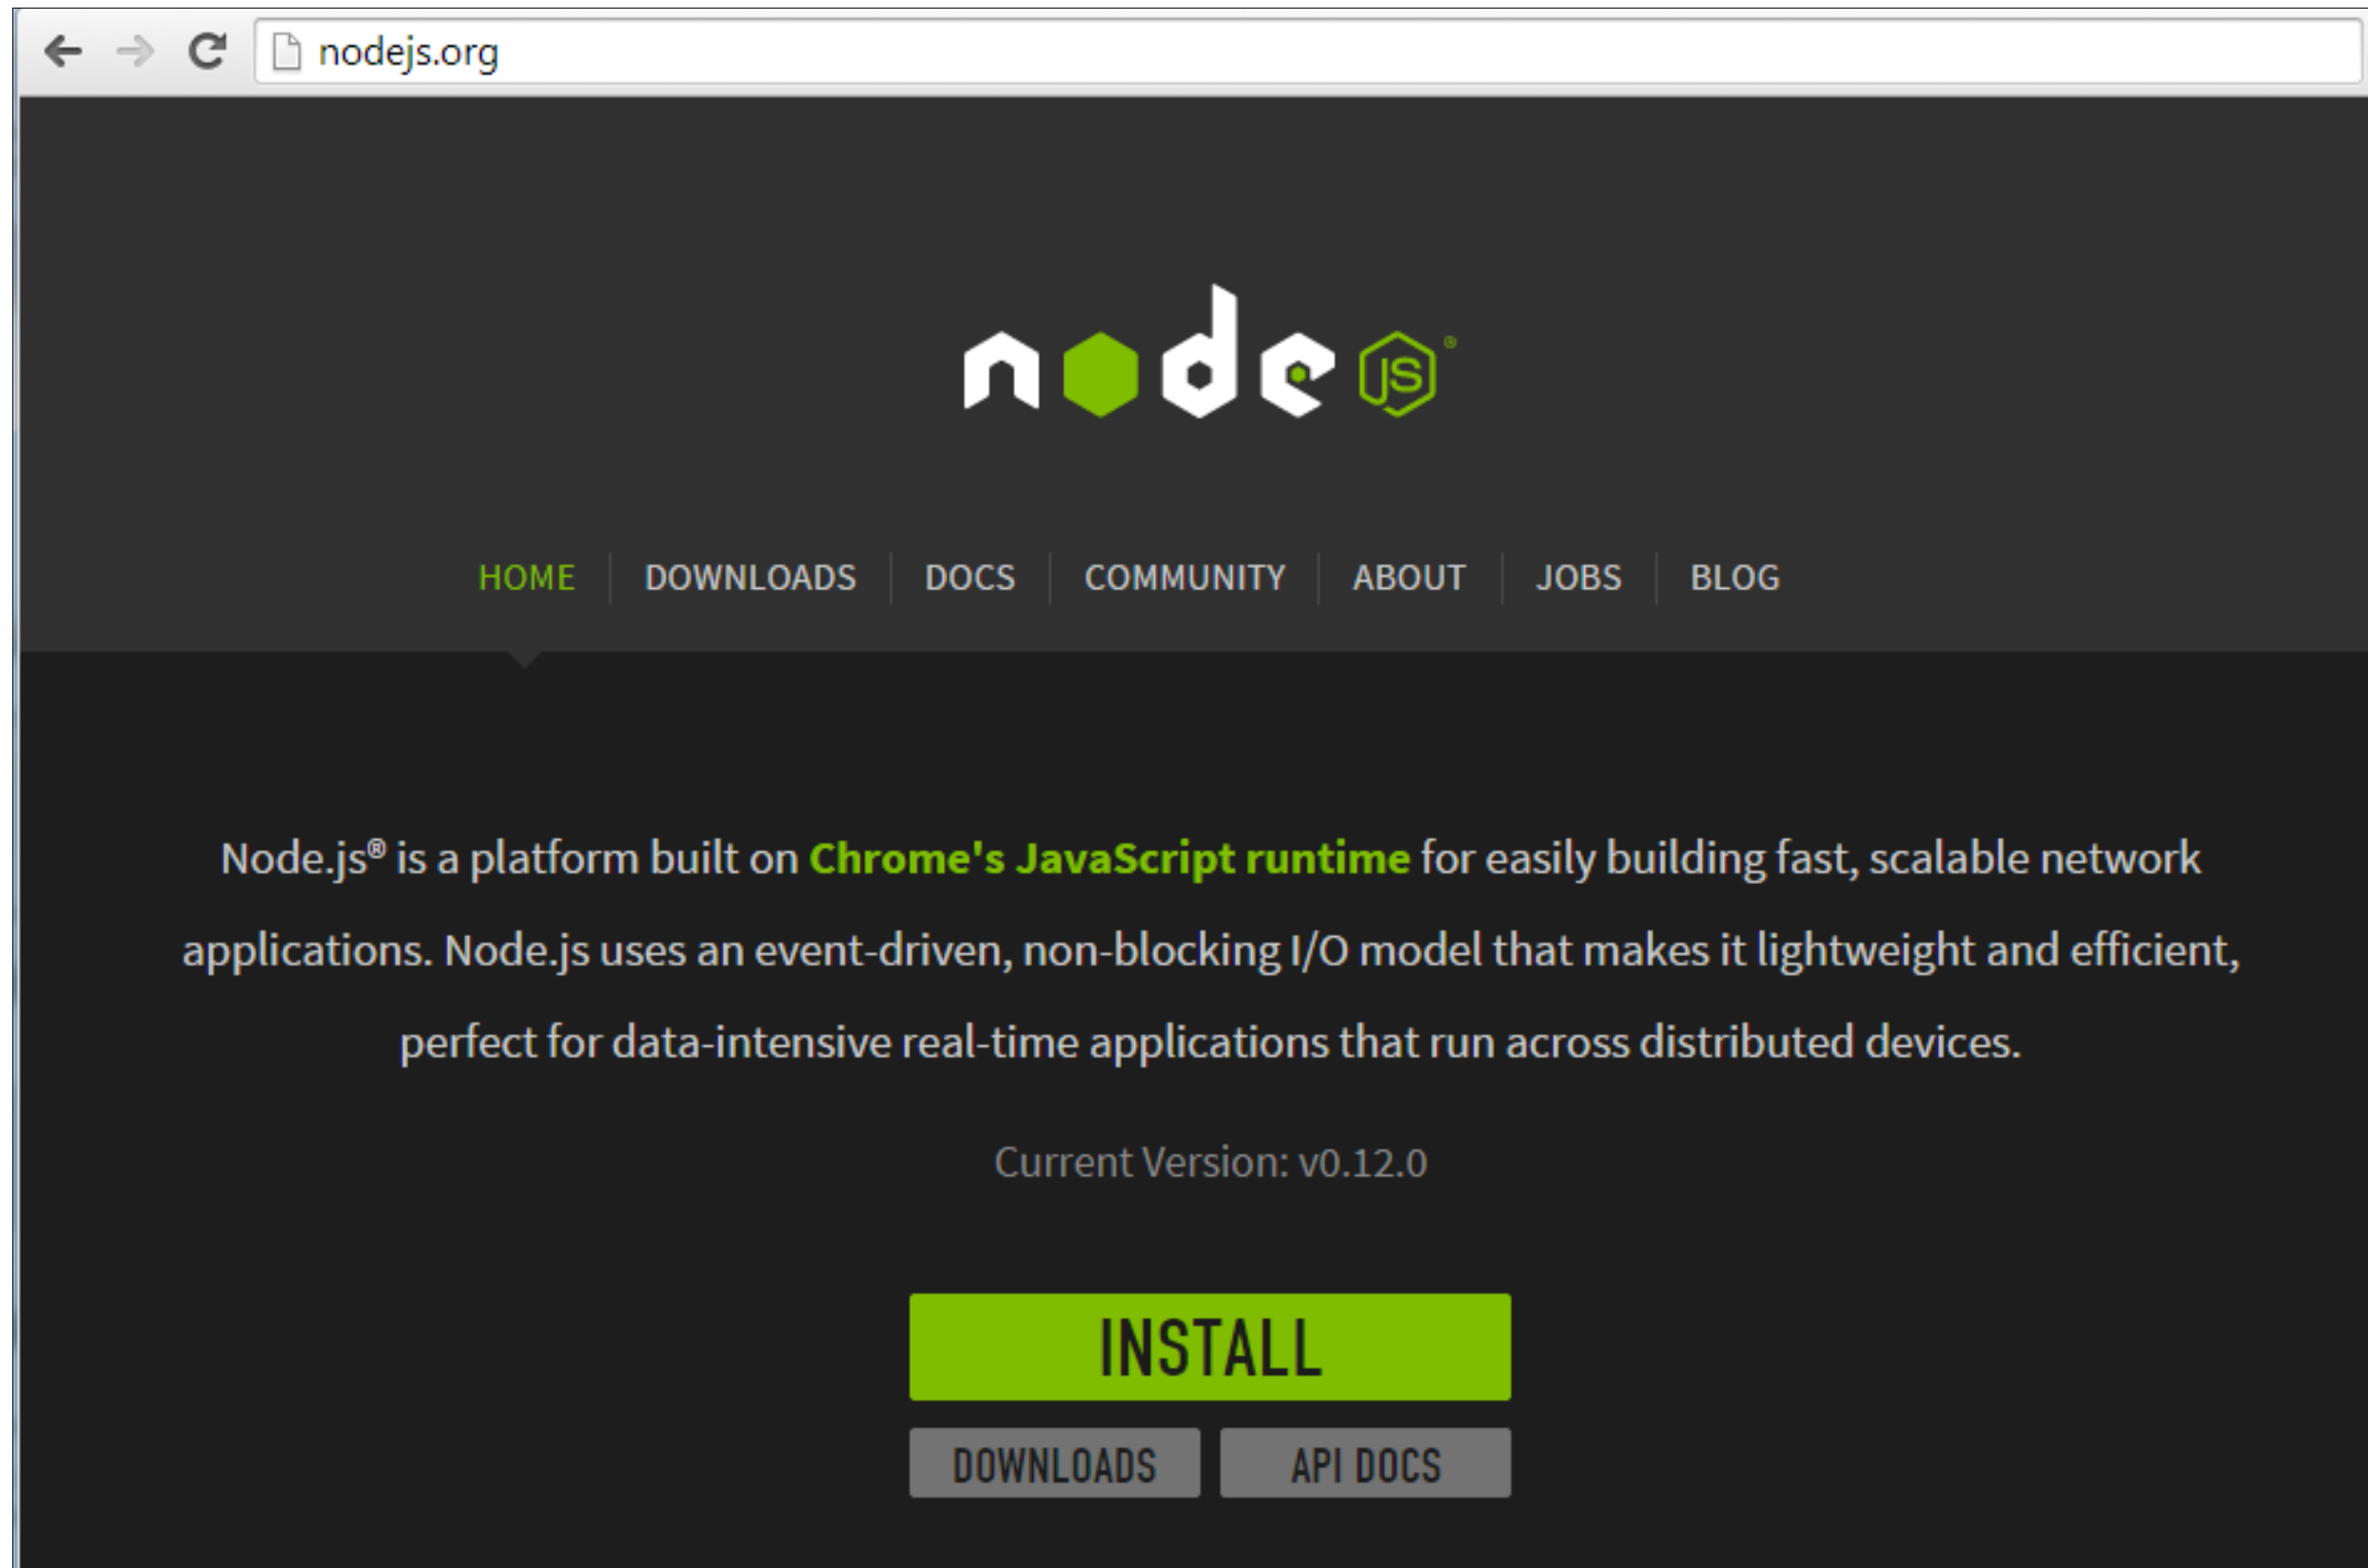 nodejs.org
node JS ®
HOME DOWNLOADS DOCS COMMUNITY ABOUT JOBS BLOG
Node.js® is a platform built on Chrome's JavaScript runtime for easily building fast, scalable network
applications. Node.js uses an event-driven, non-blocking I/O model that makes it lightweight and efficient,
perfect for data-intensive real-time applications that run across distributed devices.
Current Version: v0.12.0
INSTALL
DOWNLOADS API DOCS